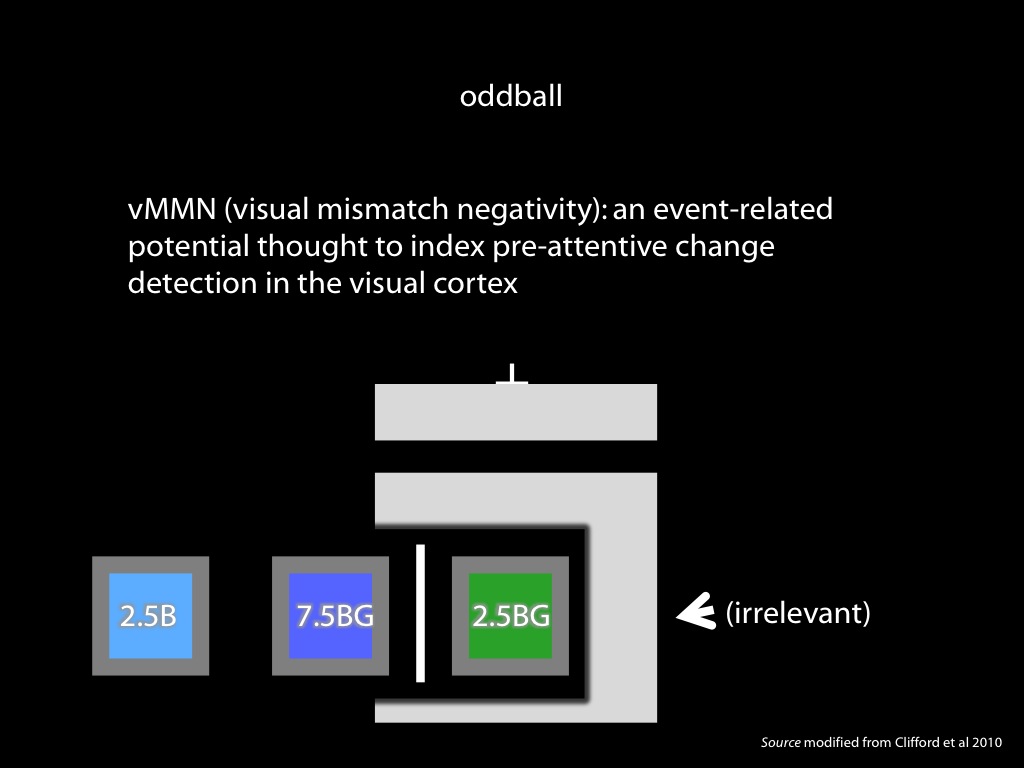 oddball
vMMN (visual mismatch negativity): an event-related
potential thought to index pre-attentive change
detection in the visual cortex
2.5B
7.5BG
2.5BG
(irrelevant)
Source modified from Clifford et al 2010